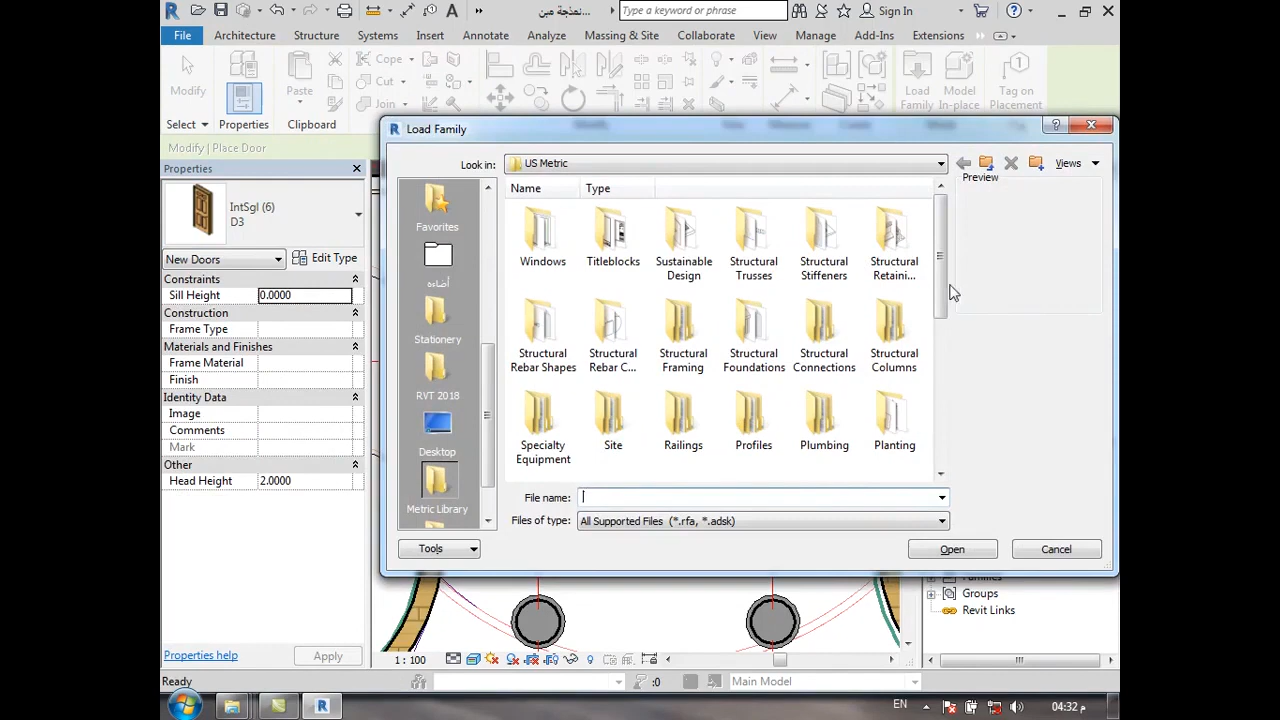 نمذجة مبن...
Type a keyword or phrase
Sign In
File
Architecture
Structure
Systems
Insert
Annotate
Analyze
Massing & Site
Collaborate
View
Manage
Add-Ins
Extensions
Modify
Cope
Cut
Join
Paste
Load Family
Model In-place
Tag on Placement
Select
Properties
Clipboard
Modify | Place Door
Load Family
Properties
IntSgl (6)
D3
New Doors
Edit Type
Constraints
Sill Height 0.0000
Construction
Frame Type
Materials and Finishes
Frame Material
Finish
Identity Data
Image
Comments
Mark
Other
Head Height 2.0000
Properties help
Apply
Look in: US Metric
Views
Preview
Name Type
Favorites
أضاءه
Stationery
RVT 2018
Desktop
Metric Library
Windows
Titleblocks
Sustainable Design
Structural Trusses
Structural Stiffeners
Structural Retaini...
Structural Rebar Shapes
Structural Rebar C...
Structural Framing
Structural Foundations
Structural Connections
Structural Columns
Specialty Equipment
Site
Railings
Profiles
Plumbing
Planting
File name:
Files of type: All Supported Files (*.rfa, *.adsk)
Tools
Open
Cancel
Families
Groups
Revit Links
1 : 100
Ready
:0
Main Model
EN
04:32 م